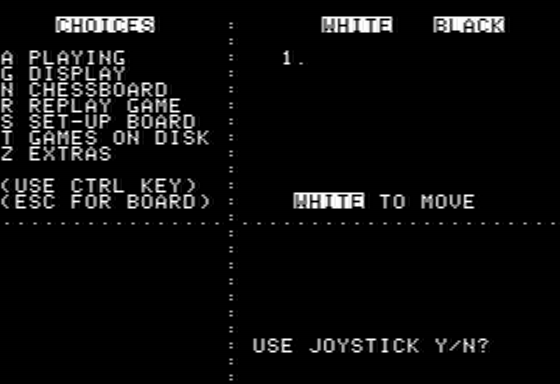 CHOICES
A PLAYING
G DISPLAY
N CHESSBOARD
R REPLAY GAME
S SET-UP BOARD
T GAMES ON DISK
Z EXTRAS
(USE CTRL KEY)
(ESC FOR BOARD)
WHITE BLACK
1.
WHITE TO MOVE
USE JOYSTICK Y/N?